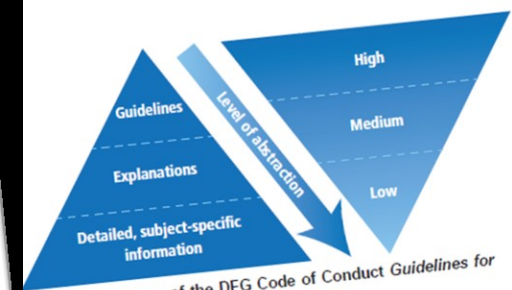 Guidelines
Explanations
Detailed, subject-specific
information
Level of abstraction
High
Medium
Low
of the DFG Code of Conduct Guidelines for